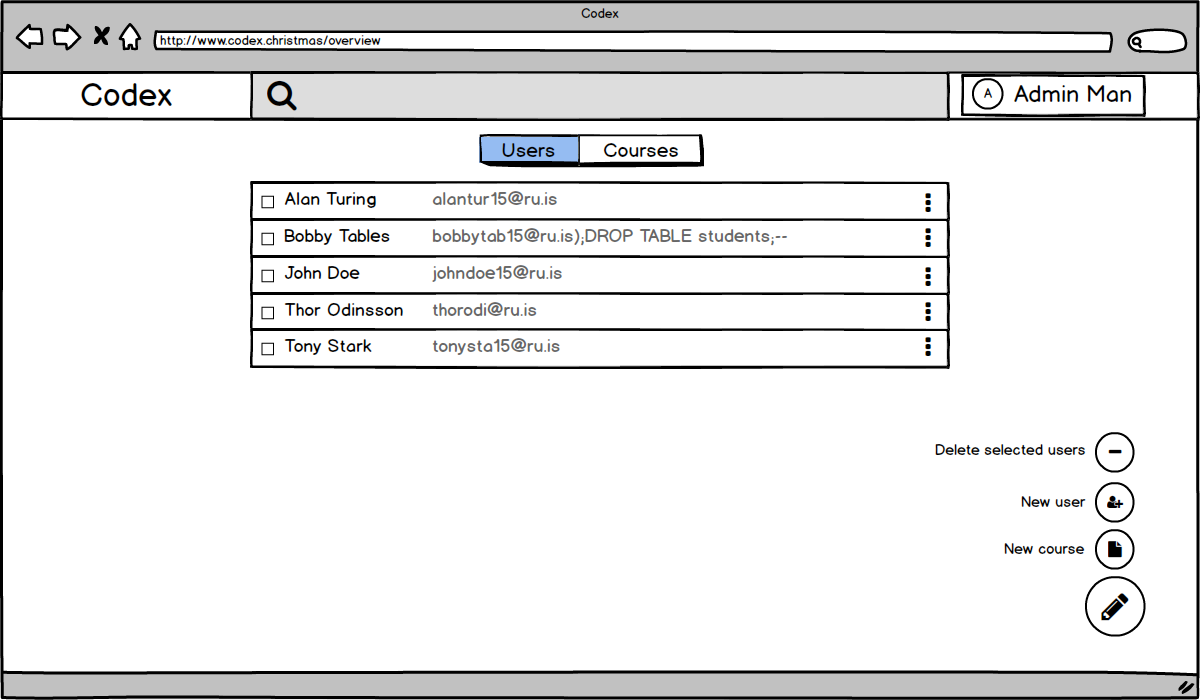 Codex
http://www.codex.christmas/overview
Codex
A Admin Man
Users Courses
Alan Turing alantur15@ru.is
Bobby Tables bobbytab15@ru.is);DROP TABLE students;--
John Doe johndoe15@ru.is
Thor Odinsson thorodi@ru.is
Tony Stark tonysta15@ru.is
Delete selected users
New user
New course